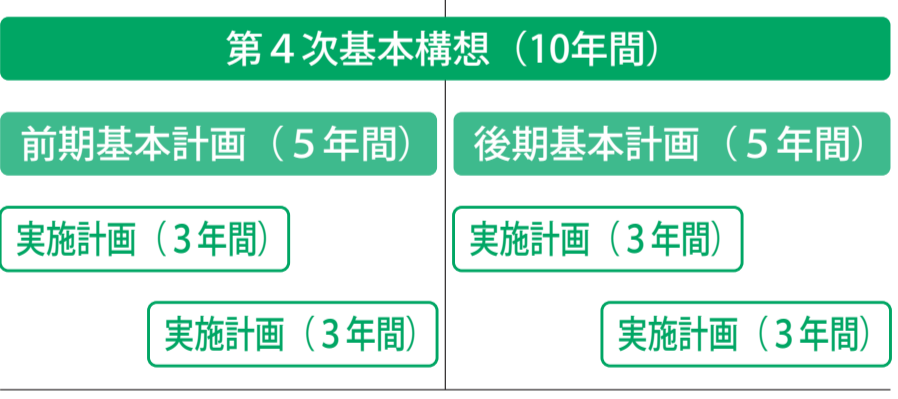 第４次基本構想（10年間）
前期基本計画（５年間）
後期基本計画（５年間）
実施計画（３年間）
実施計画（３年間）
実施計画（３年間）
実施計画（３年間）